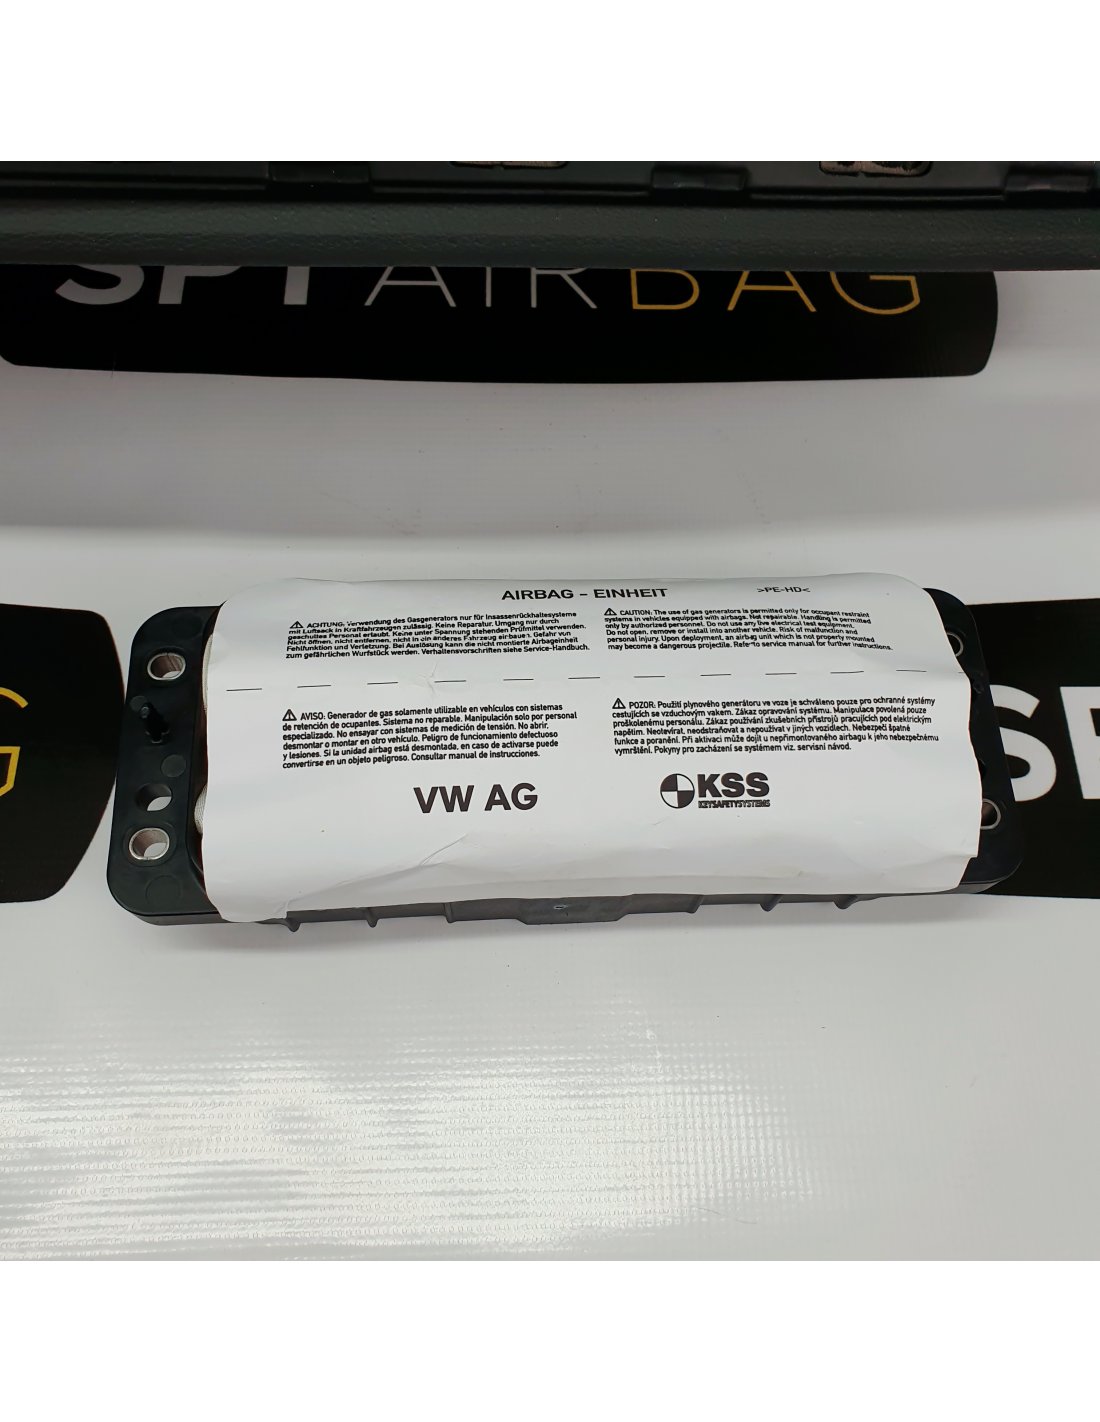 SPT AIRBAG
AIRBAG - EINHEIT
>PE-HD<
ACHTUNG: Verwendung des Gasgenerators nur für Insassenrückhaltesysteme
mit Luftsack in Kraftfahrzeugen zulässig. Keine Reparatur. Umgang nur durch
geschultes Personal erlaubt. Keine unter Spannung stehenden Prüfmittel verwenden.
Nicht öffnen, nicht entfernen, nicht in ein anderes Fahrzeug einbauen. Gefahr von
Fehlfunktion und Verletzung. Bei Auslösung kann die nicht montierte Airbageinheit
zum gefährlichen Wurfstück werden. Verhaltensvorschriften siehe Service-Handbuch.
CAUTION: The use of gas generators is permitted only for occupant restraint
systems in vehicles equipped with airbags. Not repairable. Handling is permitted
only by authorized personnel. Do not use any live electrical test equipment.
Do not open, remove or install into another vehicle. Risk of malfunction and
personal injury. Upon deployment, an airbag unit which is not properly mounted
may become a dangerous projectile. Refer to service manual for further instructions.
AVISO: Generador de gas solamente utilizable en vehículos con sistemas
de retención de ocupantes. Sistema no reparable. Manipulación solo por personal
especializado. No ensayar con sistemas de medición de tensión. No abrir,
desmontar o montar en otro vehículo. Peligro de funcionamiento defectuoso
y lesiones. Si la unidad airbag está desmontada, en caso de activarse puede
convertirse en un objeto peligroso. Consultar manual de instrucciones.
POZOR: Použití plynového generátoru ve voze je schváleno pouze pro ochranné systémy
cestujících se vzduchovým vakem. Zákaz opravování systému. Manipulace povolená pouze
proškolenému personálu. Zákaz používání zkušebních přístrojů pracujících pod elektrickým
napětím. Neotevírat, neodstraňovat a nepoužívat v jiných vozidlech. Nebezpečí špatné
funkce a poranění. Při aktivaci může dojít u nepřimontovaného airbagu k jeho nebezpečnému
vymrštění. Pokyny pro zacházení se systémem viz. servisní návod.
VW AG
KSS
KEYSAFETYSYSTEMS
G
SP